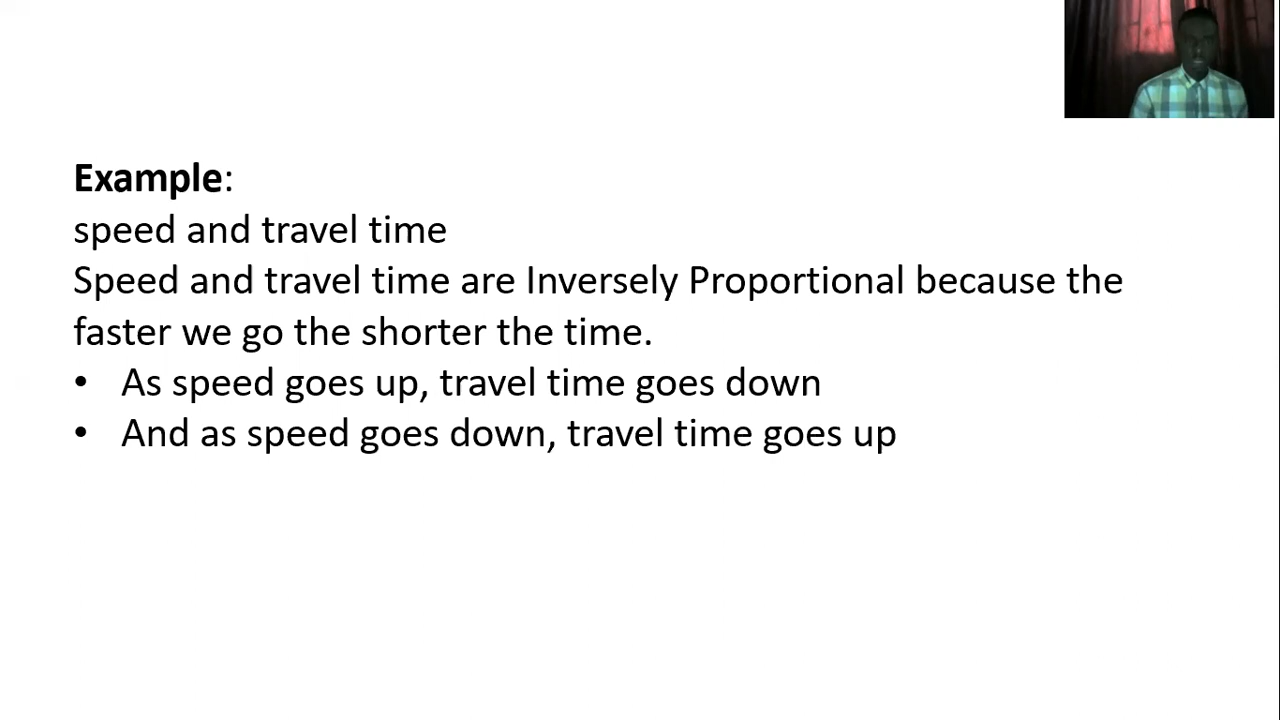 Example:
speed and travel time
Speed and travel time are Inversely Proportional because the
faster we go the shorter the time.
• As speed goes up, travel time goes down
• And as speed goes down, travel time goes up